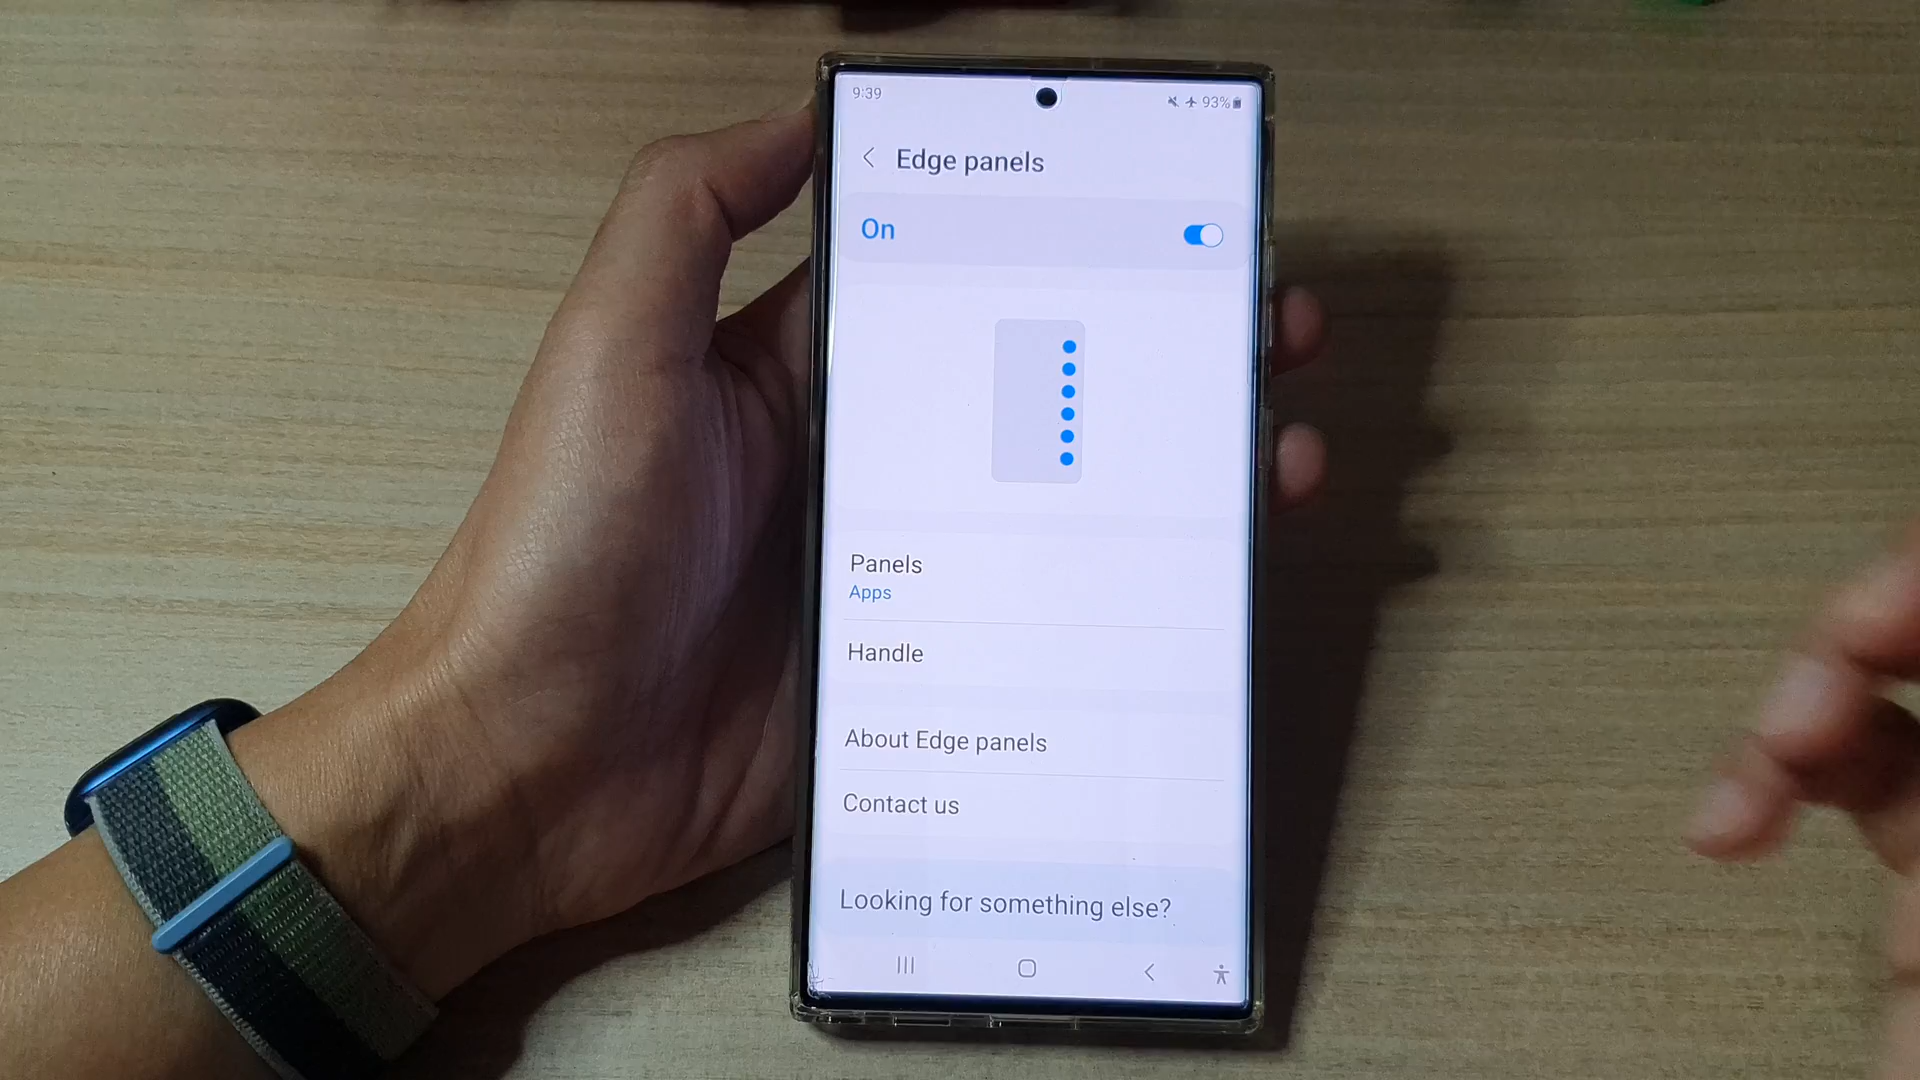 9:39
93%
Edge panels
On
Panels
Apps
Handle
About Edge panels
Contact us
Looking for something else?